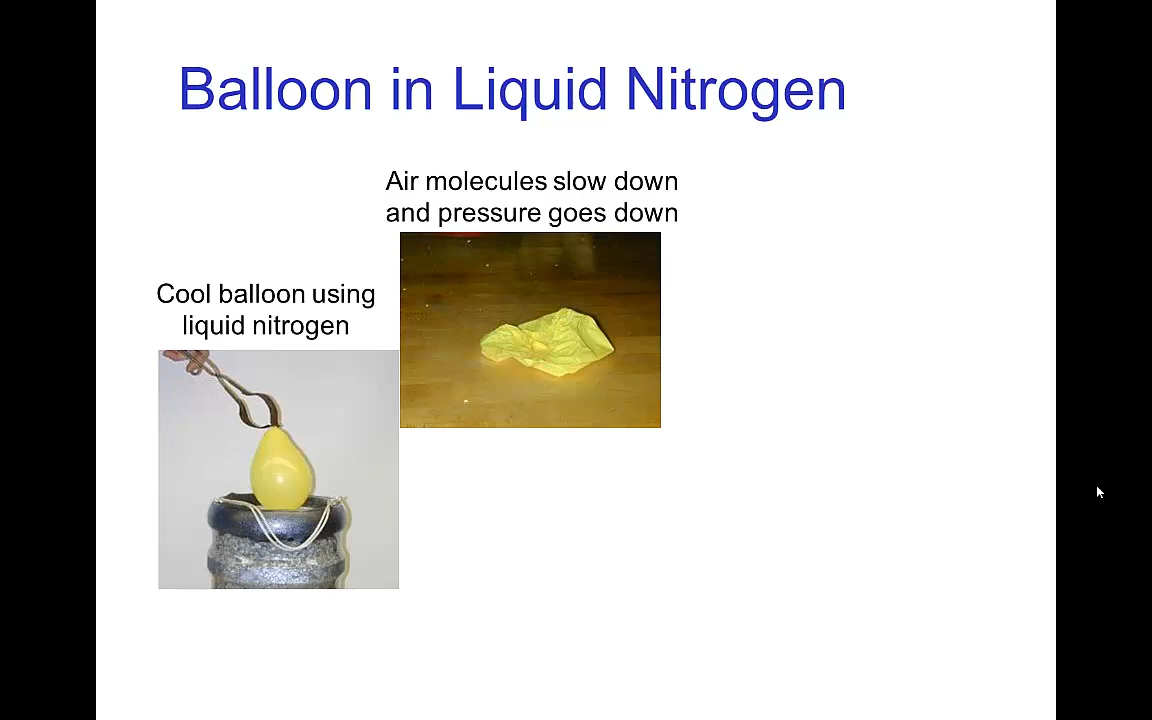 Balloon in Liquid Nitrogen
Air molecules slow down
and pressure goes down
Cool balloon using
liquid nitrogen